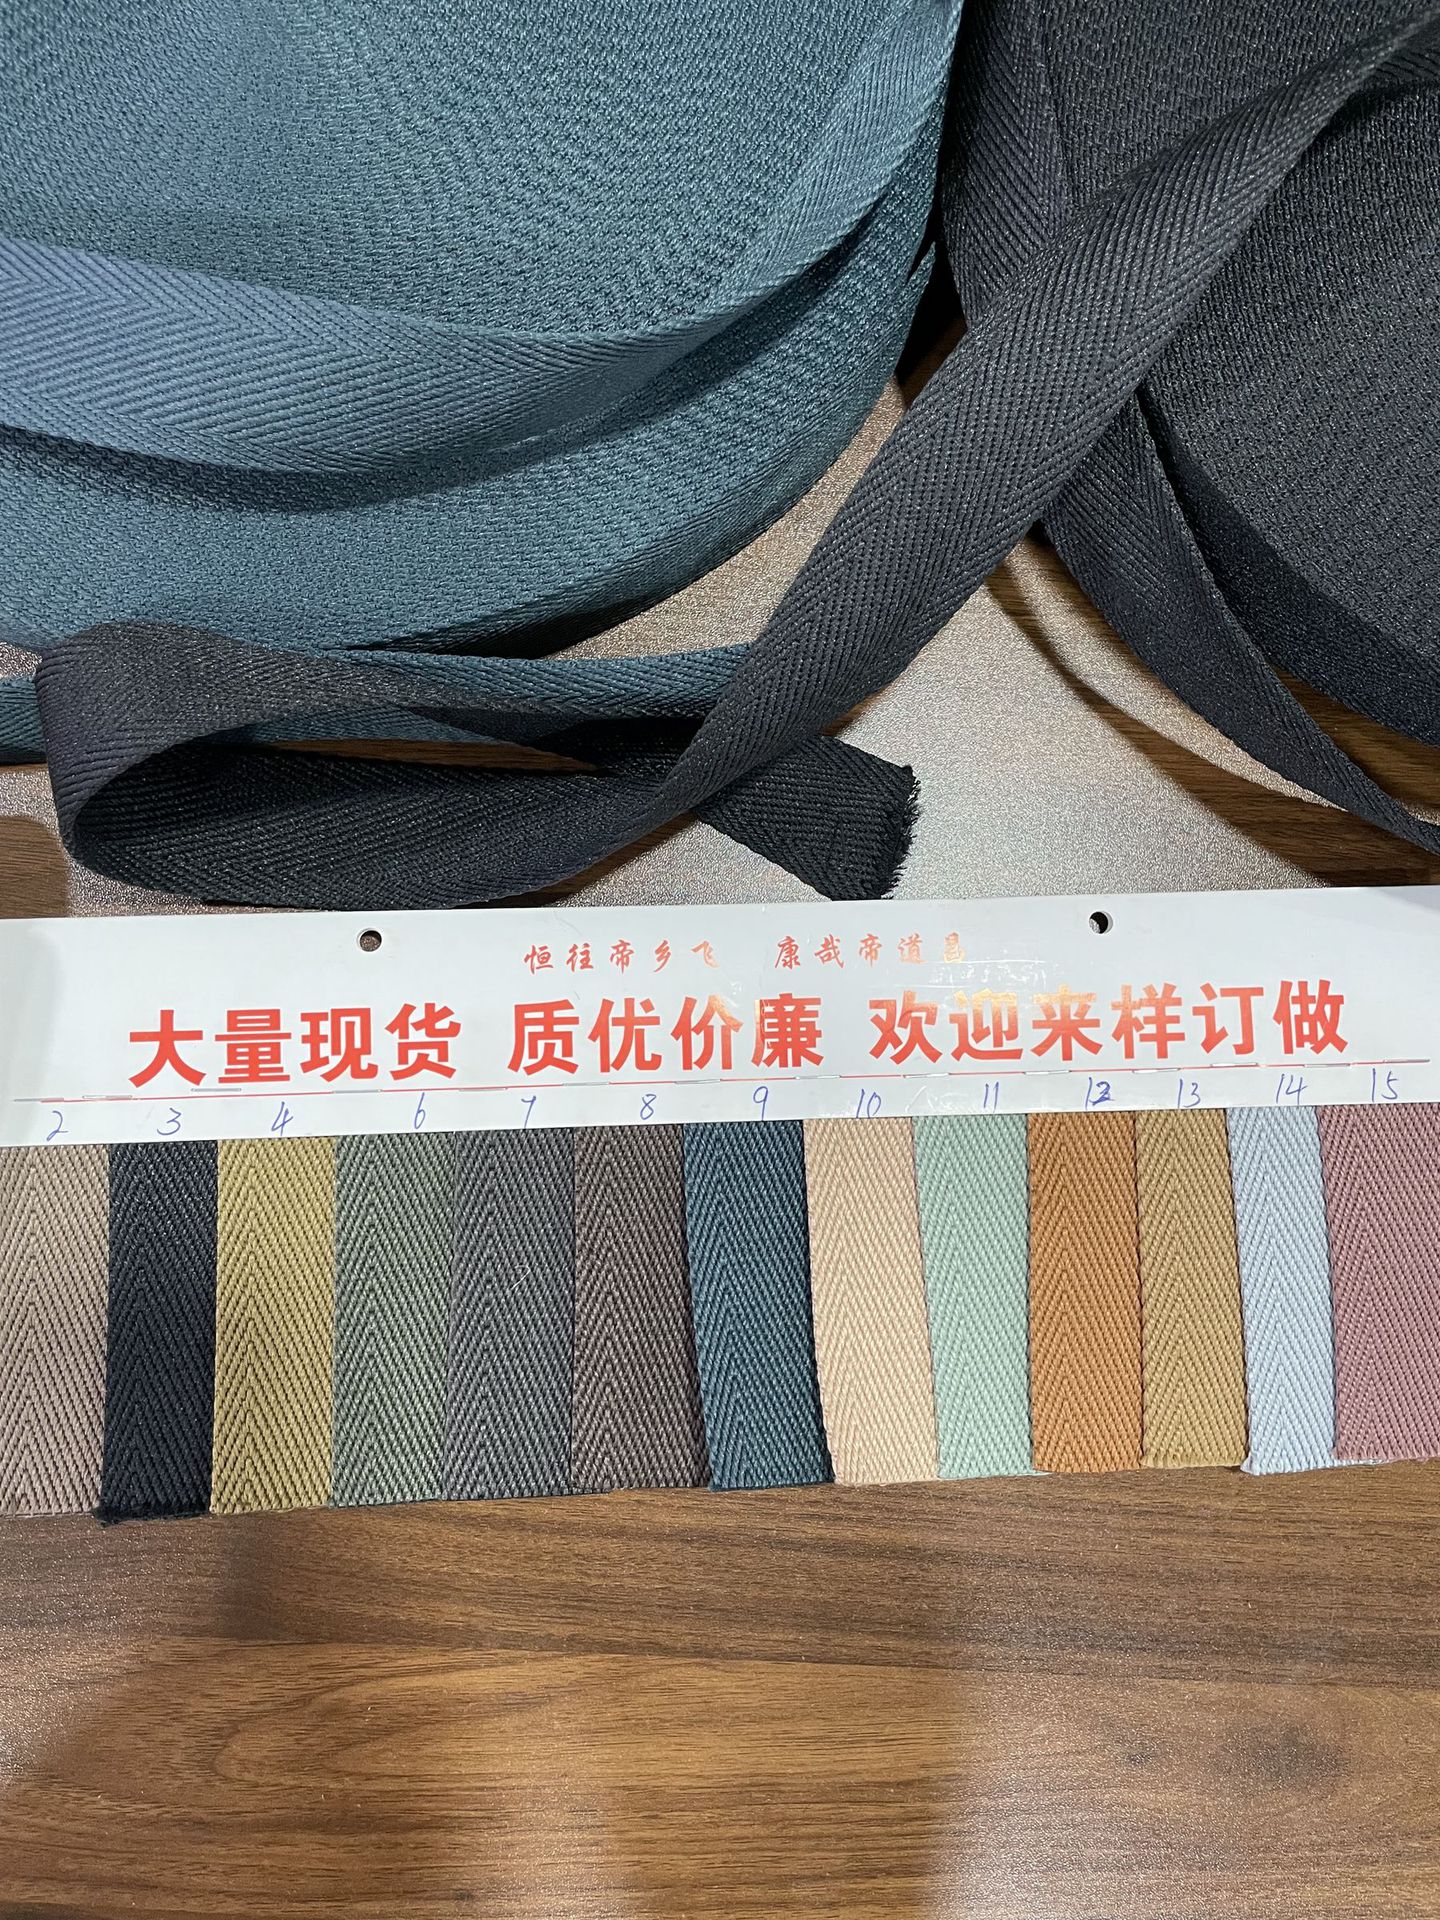 恒往帝乡飞 康哉帝道昌
大量现货 质优价廉 欢迎来样订做
2 3 4 6 7 8 9 10 11 12 13 14 15